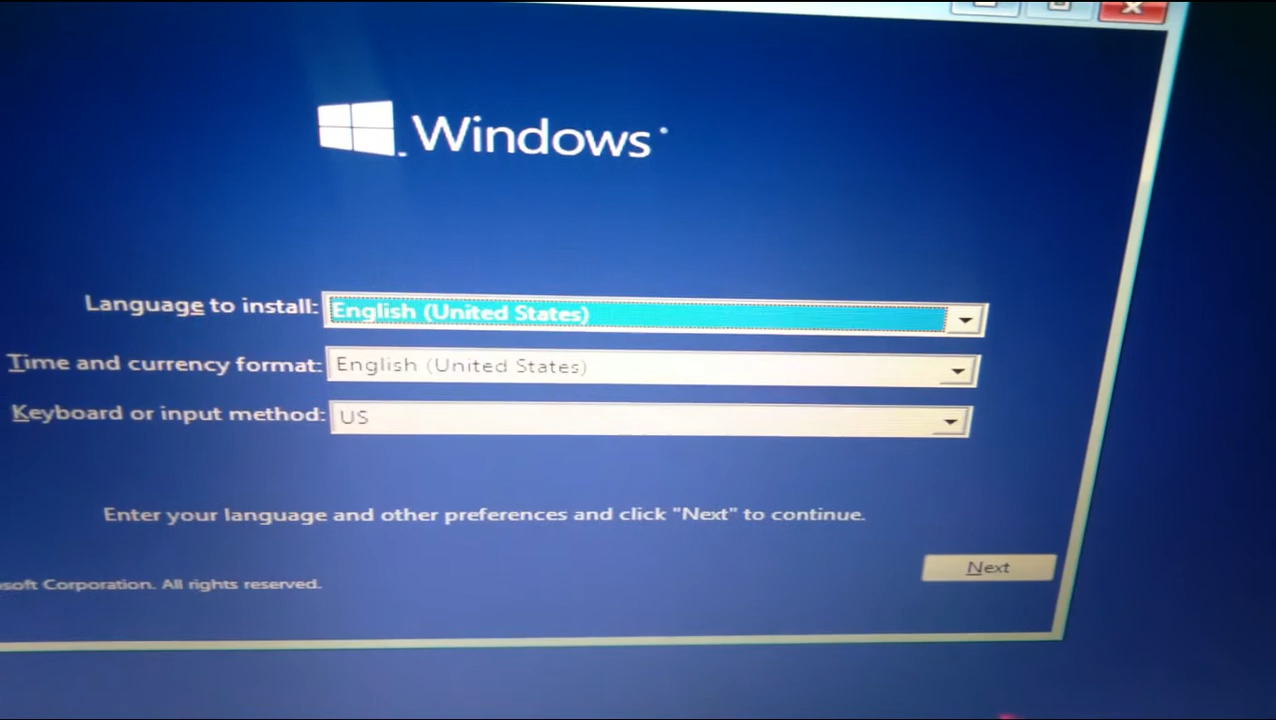 Windows
Language to install: English (United States)
Time and currency format: English (United States)
Keyboard or input method: US
Enter your language and other preferences and click "Next" to continue.
Next
Corporation. All rights reserved.